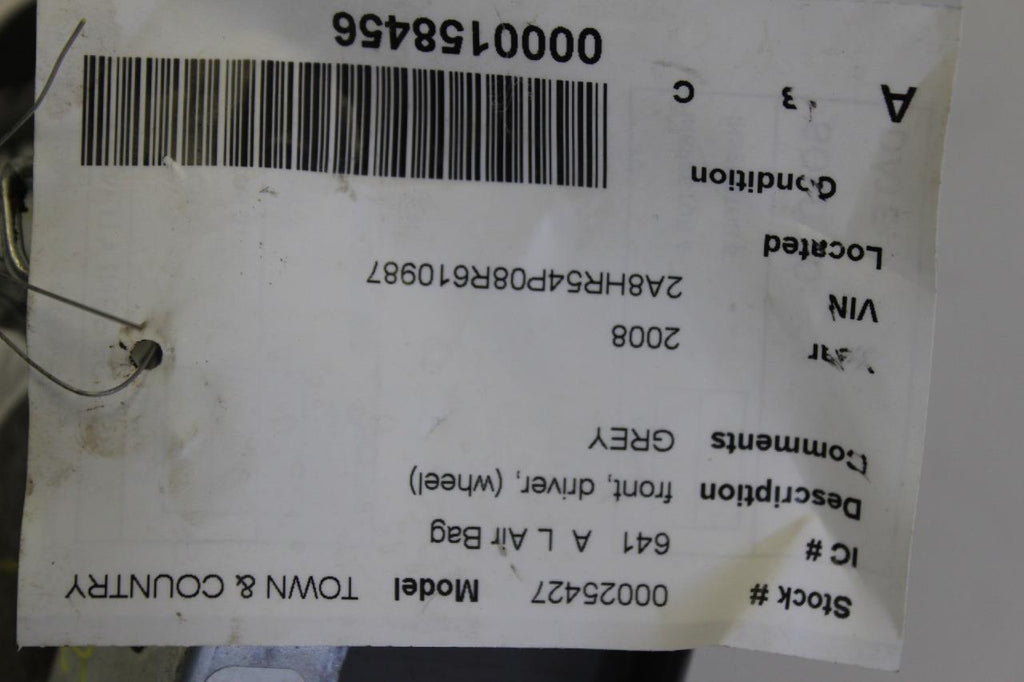 Stock # 00025427 Model TOWN & COUNTRY
IC # 641 A L Air Bag
Description front, driver, (wheel)
Comments GREY
Year 2008
VIN 2A8HR54P08R610987
Located
Condition
A 3 C
0000158456